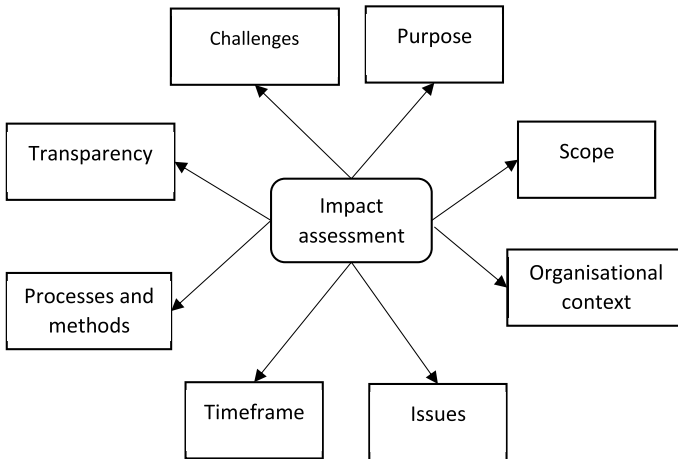 Challenges
Purpose
Transparency
Scope
Impact
assessment
Processes and
methods
Organisational
context
Timeframe
Issues